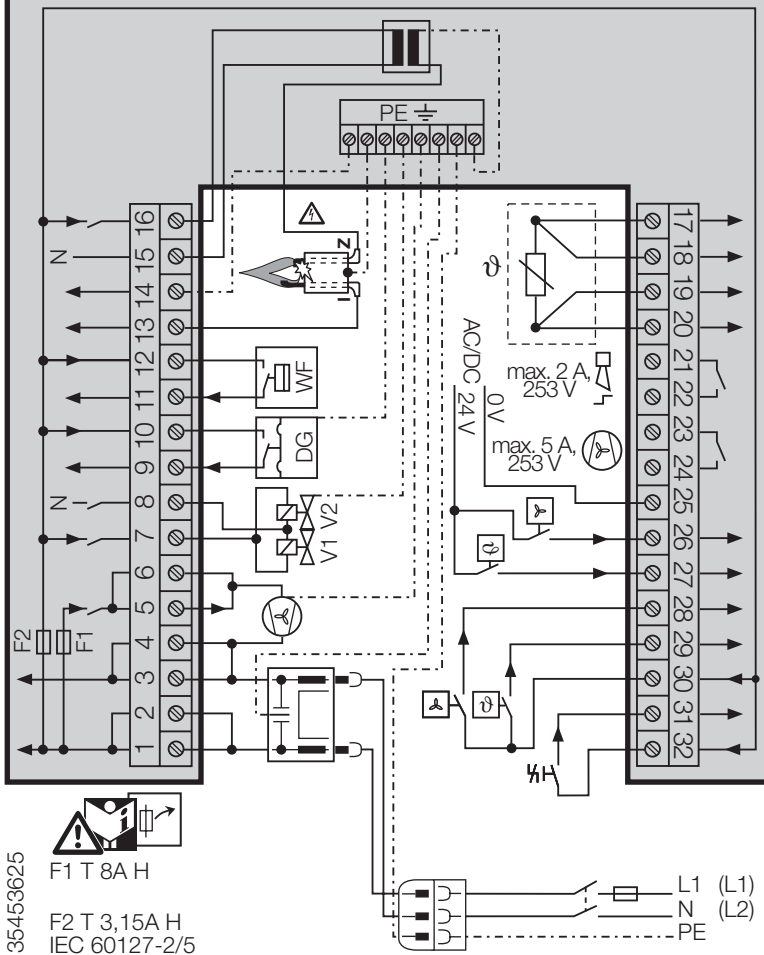 PE
16
15
14
13
12
11
10
9
8
7
6
5
4
3
2
1
N
N
F2
F1
Z
I
WF
DG
V1 V2
ϑ
AC/DC 24 V
0 V
max. 2 A,
253 V
max. 5 A,
253 V
ϑ
ϑ
17
18
19
20
21
22
23
24
25
26
27
28
29
30
31
32
i
F1 T 8A H
F2 T 3,15A H
IEC 60127-2/5
35453625
L1 (L1)
N (L2)
PE